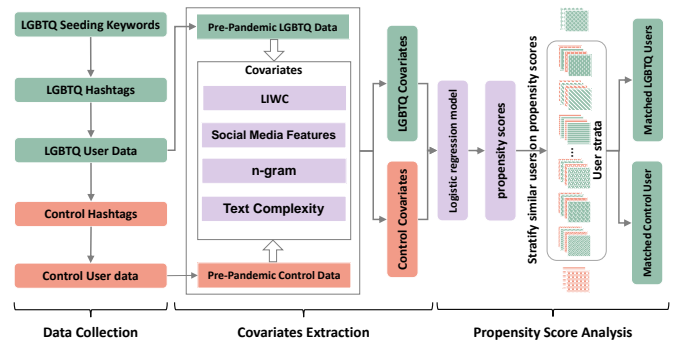 LGBTQ Seeding Keywords
LGBTQ Hashtags
LGBTQ User Data
Control Hashtags
Control User data
Data Collection
Pre-Pandemic LGBTQ Data
Covariates
LIWC
Social Media Features
n-gram
Text Complexity
Pre-Pandemic Control Data
LGBTQ Covariates
Control Covariates
Covariates Extraction
Logistic regression model
propensity scores
Stratify similar users on propensity scores
...
User strata
Matched LGBTQ Users
Matched Control User
Propensity Score Analysis